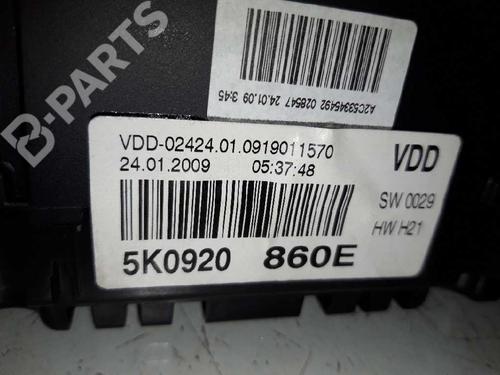 B-PARTS
A2C53345492 028547 24.01.09 3:45
VDD-02424.01.0919011570
24.01.2009 05:37:48
VDD
SW 0029
HW H21
5K0920 860E